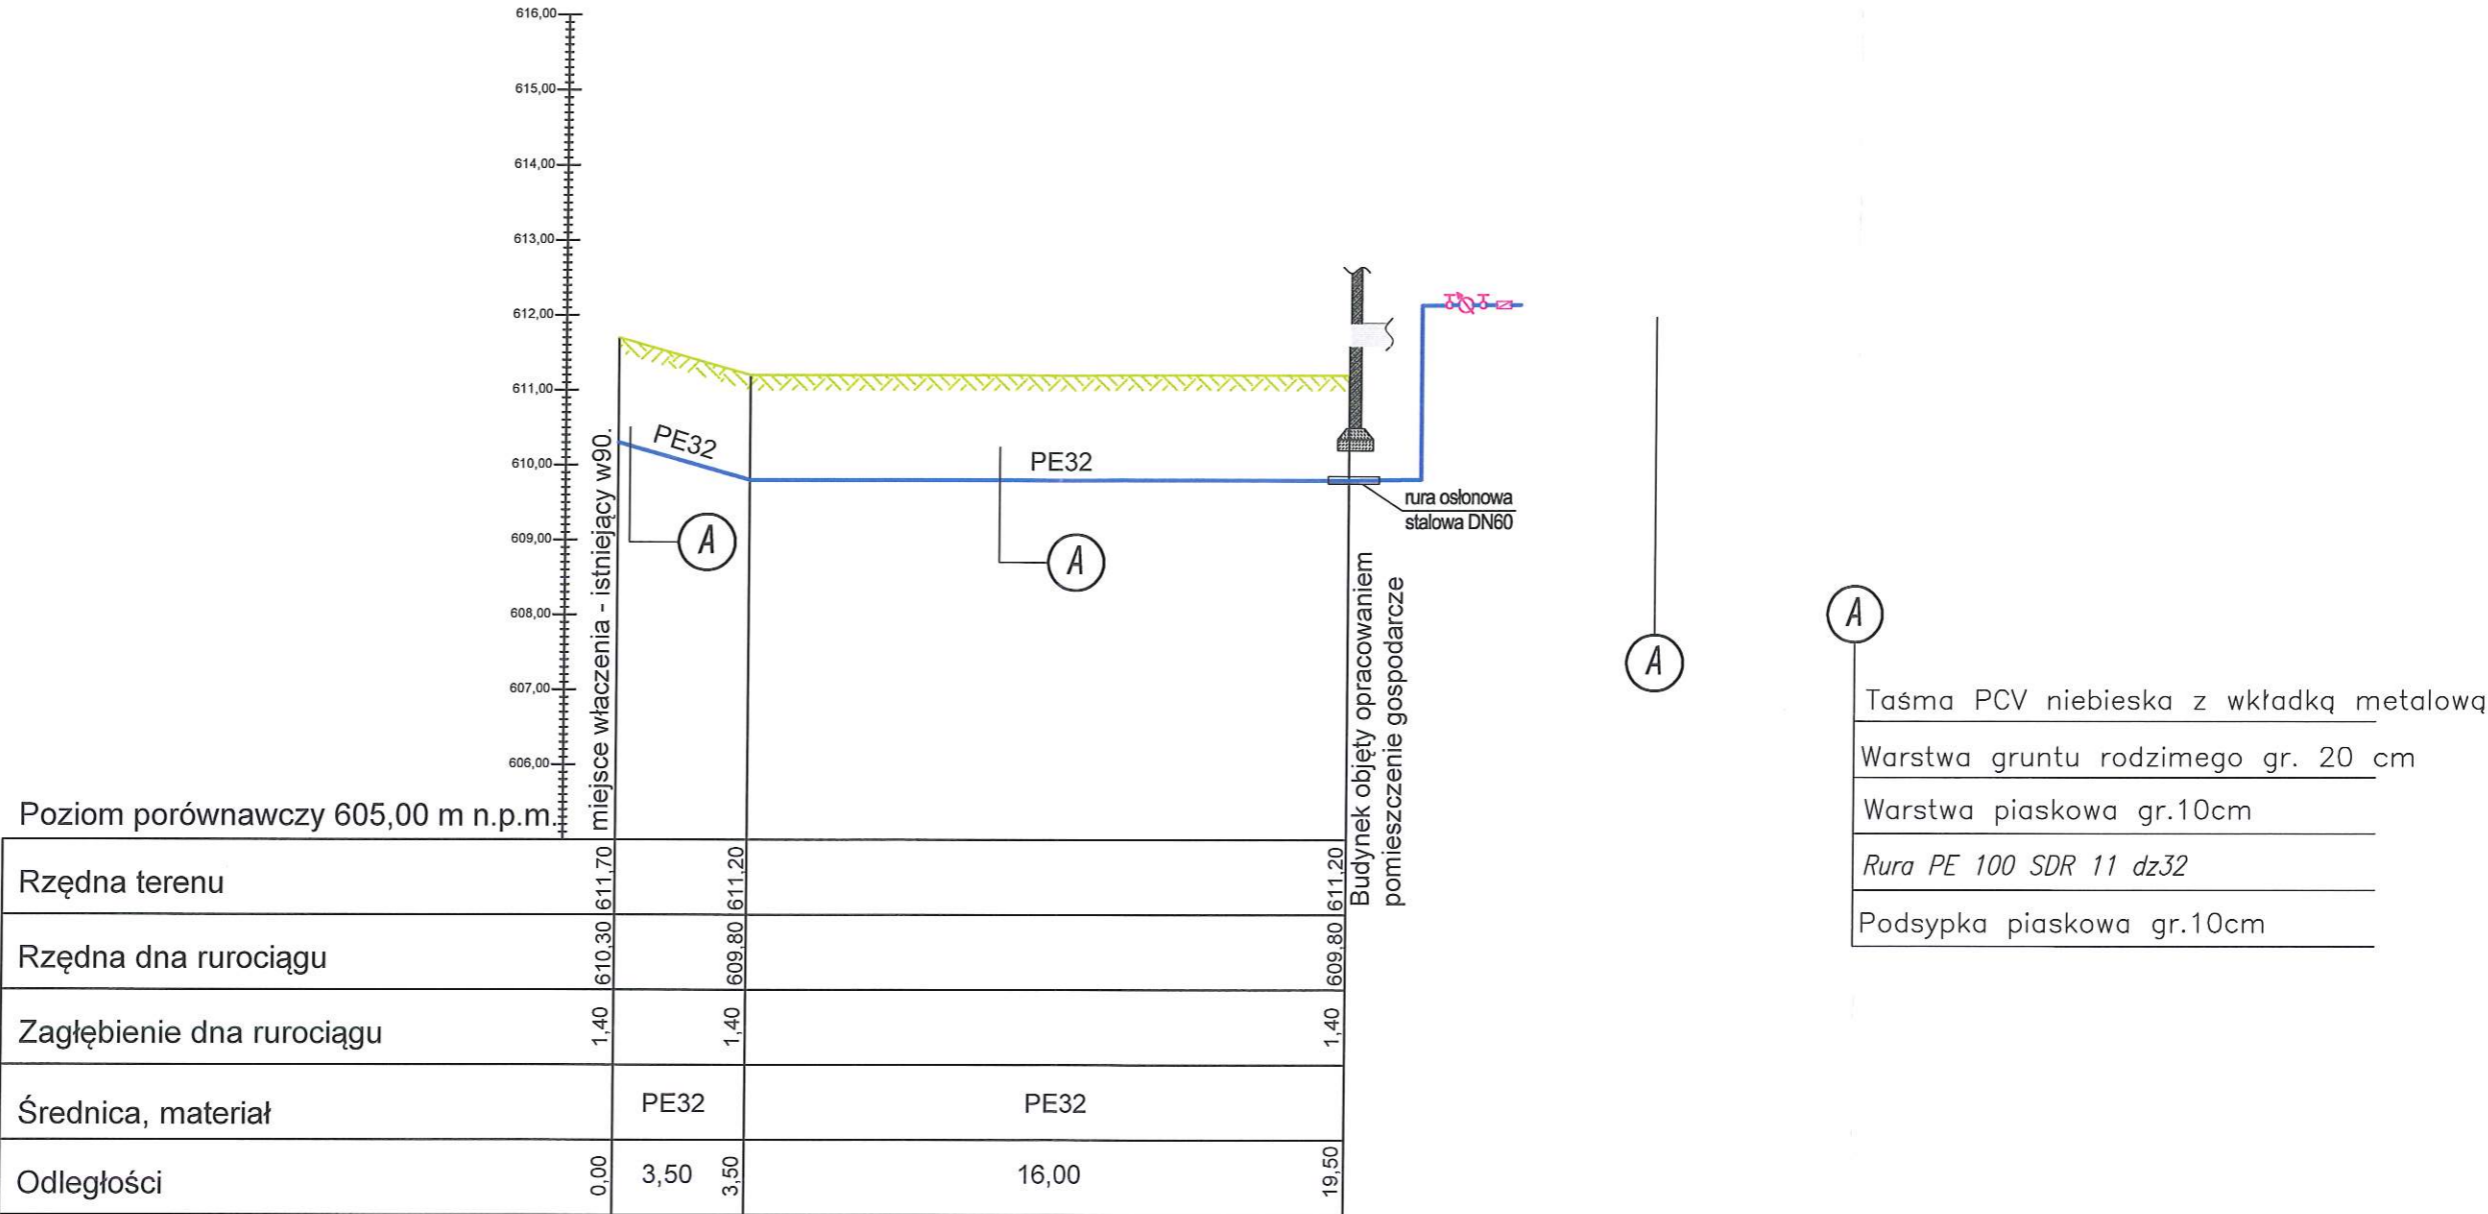 616,00
615,00
614,00
613,00
612,00
611,00
610,00
609,00
608,00
607,00
606,00
Poziom porównawczy 605,00 m n.p.m.
miejsce właczenia - istniejący w90.
PE32
A
PE32
A
rura osłonowa
stalowa DN60
Budynek objęty opracowaniem
pomieszczenie gospodarcze
A
A
Taśma PCV niebieska z wkładką metalową
Warstwa gruntu rodzimego gr. 20 cm
Warstwa piaskowa gr.10cm
Rura PE 100 SDR 11 dz32
Podsypka piaskowa gr.10cm
Rzędna terenu 611,70 611,20 611,20
Rzędna dna rurociągu 610,30 609,80 609,80
Zagłębienie dna rurociągu 1,40 1,40 1,40
Średnica, materiał PE32 PE32
Odległości 0,00 3,50 3,50 16,00 19,50